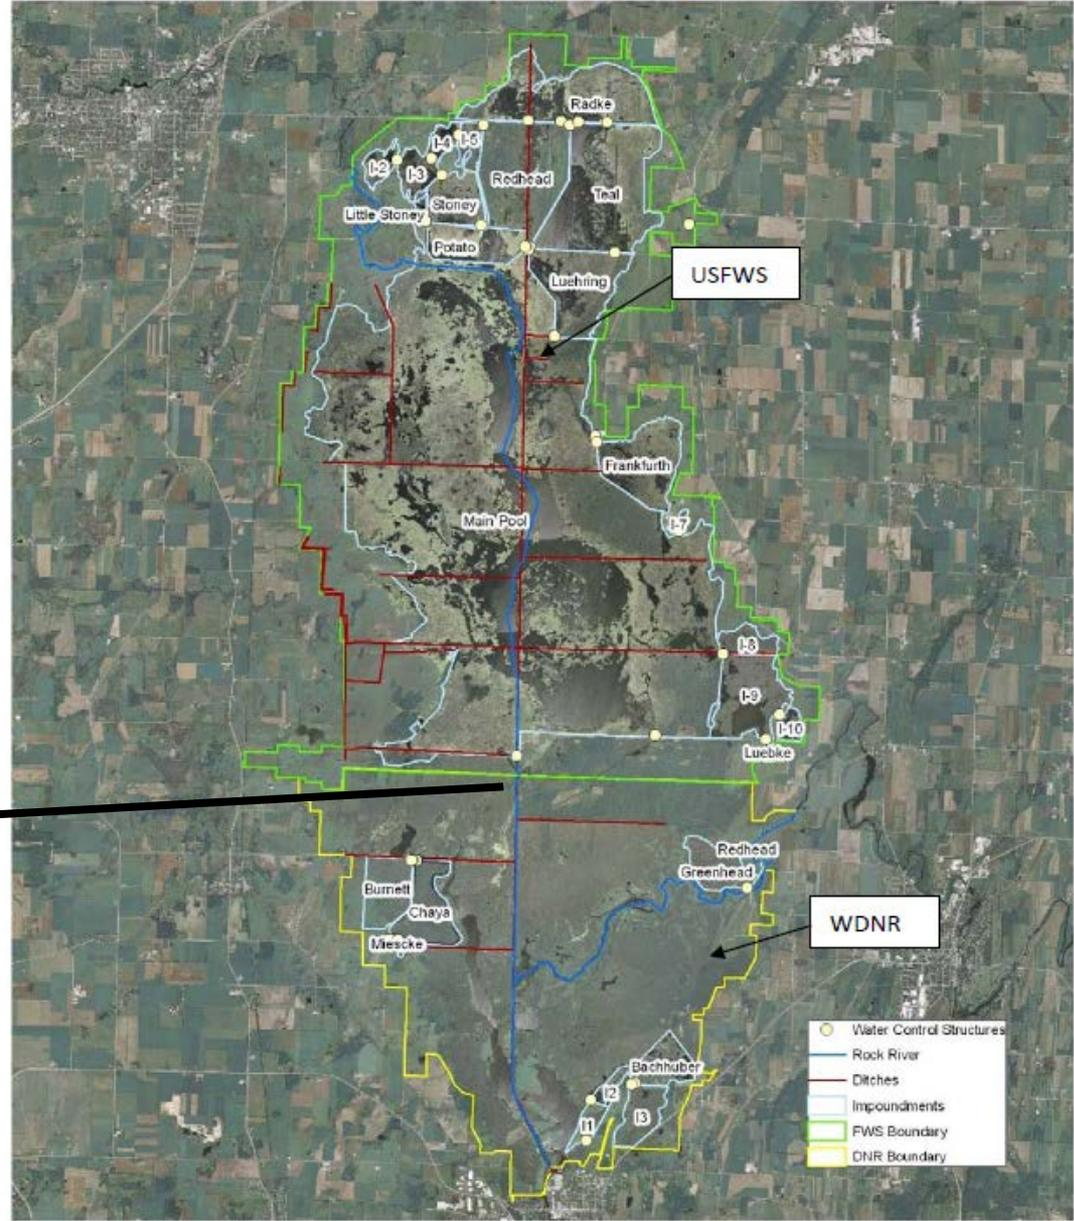 Radke
I-4
I-5
I-2
I-3
Redhead
Teal
Stoney
Little Stoney
Potato
USFWS
Luehring
Frankfurth
Main Pool
I-7
I-8
I-9
I-10
Luebke
Redhead
Greenhead
Burnett
Chaya
WDNR
Miescke
Bachhuber
I2
I3
I1
Water Control Structures
Rock River
Ditches
Impoundments
FWS Boundary
DNR Boundary